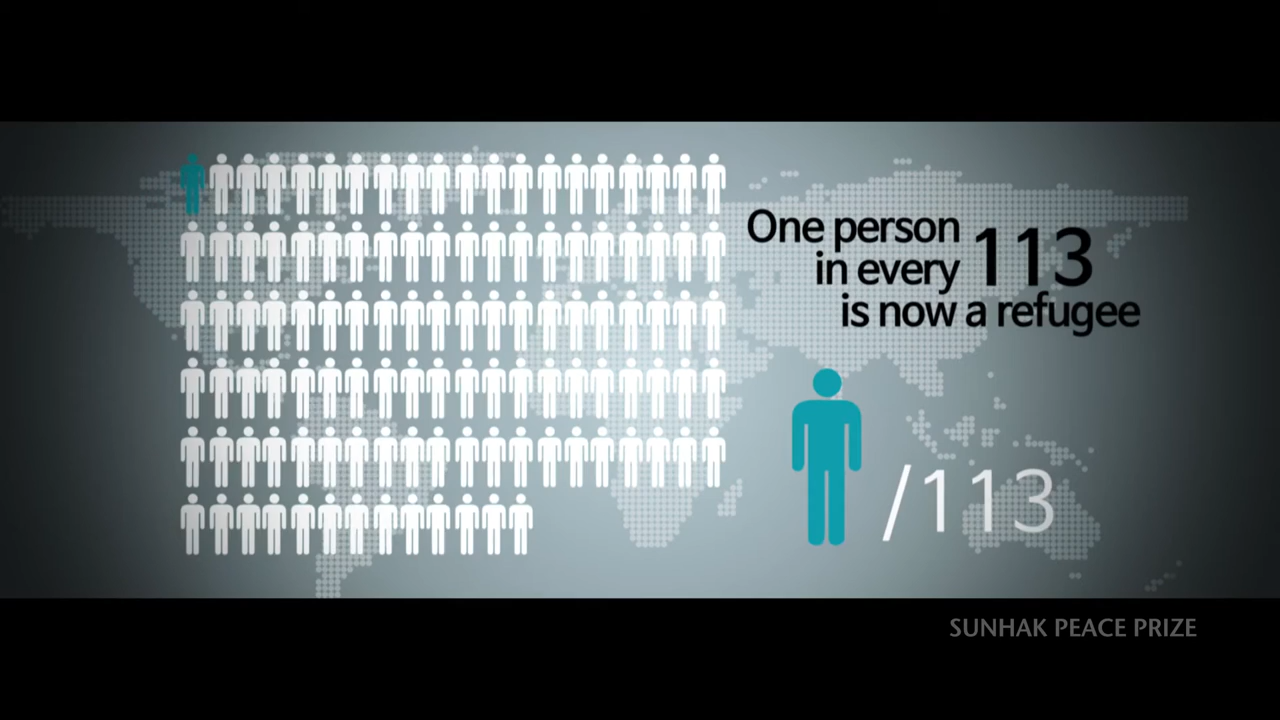 One person
in every 113
is now a refugee
/113
SUNHAK PEACE PRIZE